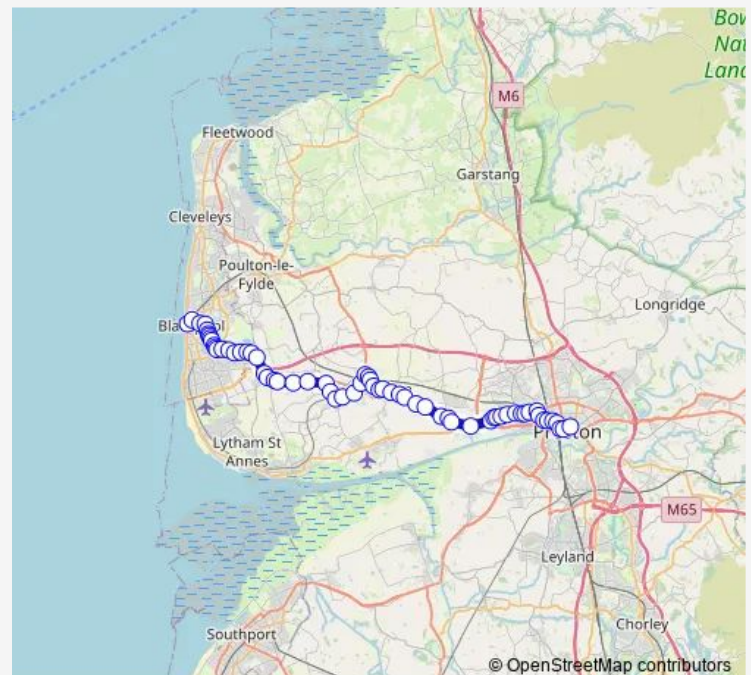 Bow
Nat
Land
M6
Fleetwood
Garstang
Cleveleys
Poulton-le-
Fylde
Longridge
Lytham St
Annes
M65
Leyland
Chorley
Southport
© OpenStreetMap contributors